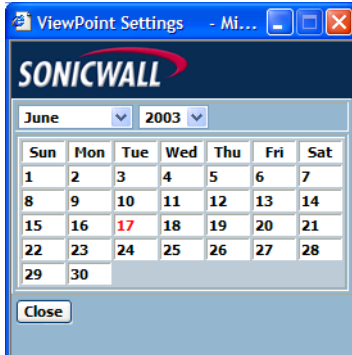 ViewPoint Settings - Mi...
SONICWALL
June 2003
Sun Mon Tue Wed Thu Fri Sat
1 2 3 4 5 6 7
8 9 10 11 12 13 14
15 16 17 18 19 20 21
22 23 24 25 26 27 28
29 30
Close